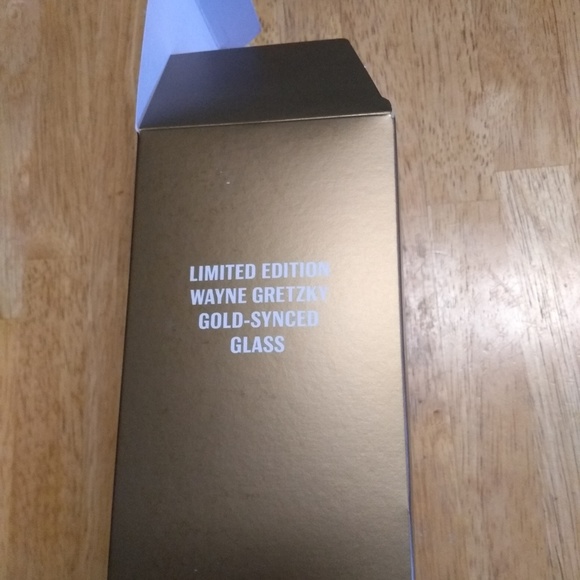 LIMITED EDITION
WAYNE GRETZKY
GOLD-SYNCED
GLASS